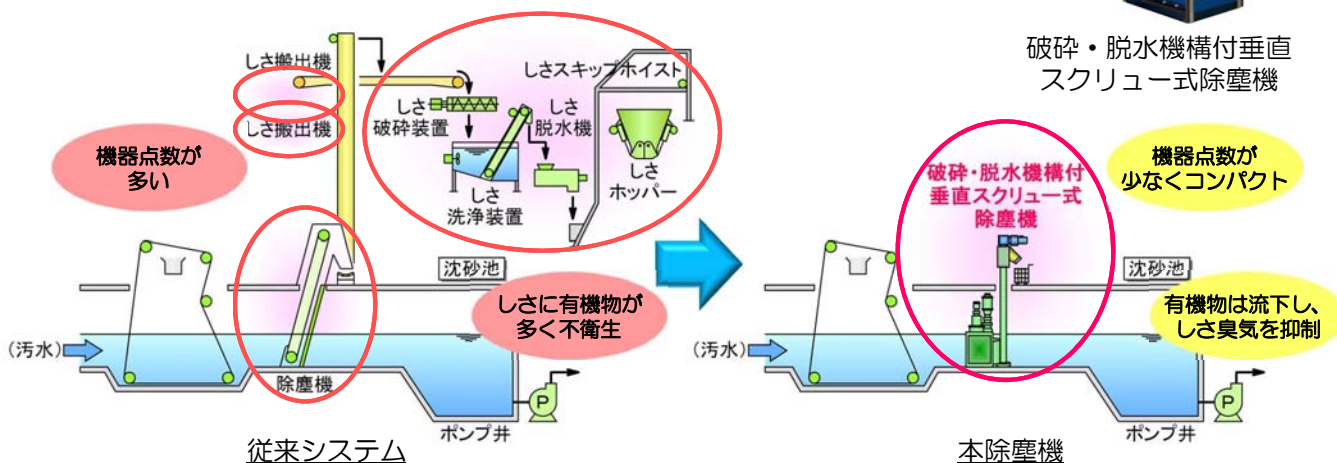 破砕・脱水機構付垂直
スクリュー式除塵機
しさ搬出機
しさ搬出機
機器点数が
多い
しさ
破砕装置
しさ
洗浄装置
しさ
脱水機
しさスキップホイスト
しさ
ホッパー
沈砂池
しさに有機物が
多く不衛生
(汚水)
除塵機
P
ポンプ井
従来システム
破砕・脱水機構付
垂直スクリュー式
除塵機
機器点数が
少なくコンパクト
沈砂池
有機物は流下し、
しさ臭気を抑制
(汚水)
P
ポンプ井
本除塵機